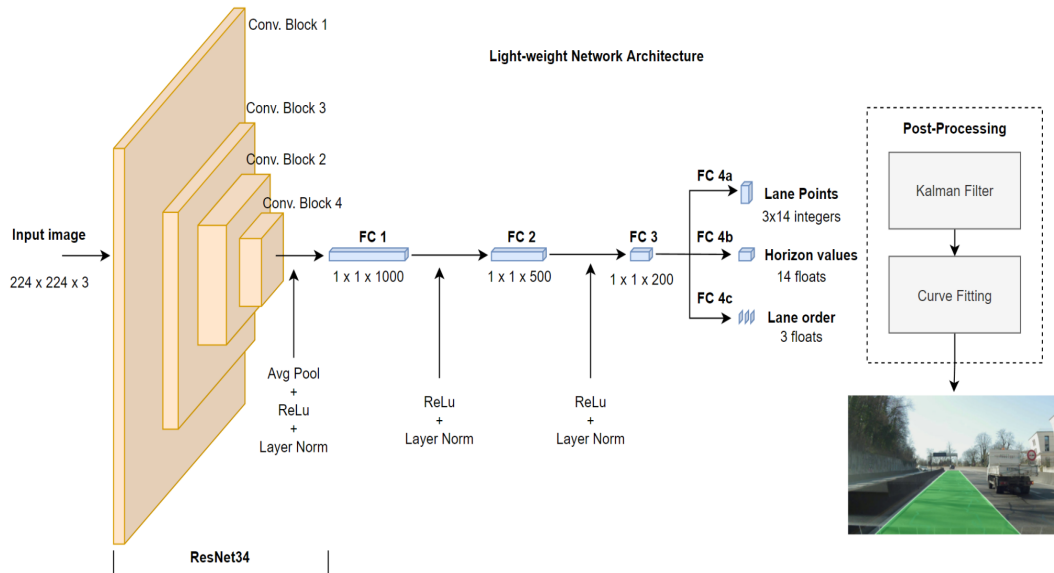 Conv. Block 1
Light-weight Network Architecture
Conv. Block 3
Conv. Block 2
Conv. Block 4
Input image
224 x 224 x 3
FC 1
1 x 1 x 1000
FC 2
1 x 1 x 500
FC 3
1 x 1 x 200
FC 4a
Lane Points
3x14 integers
FC 4b
Horizon values
14 floats
FC 4c
Lane order
3 floats
Avg Pool
+
ReLu
+
Layer Norm
ReLu
+
Layer Norm
ReLu
+
Layer Norm
ResNet34
Post-Processing
Kalman Filter
Curve Fitting